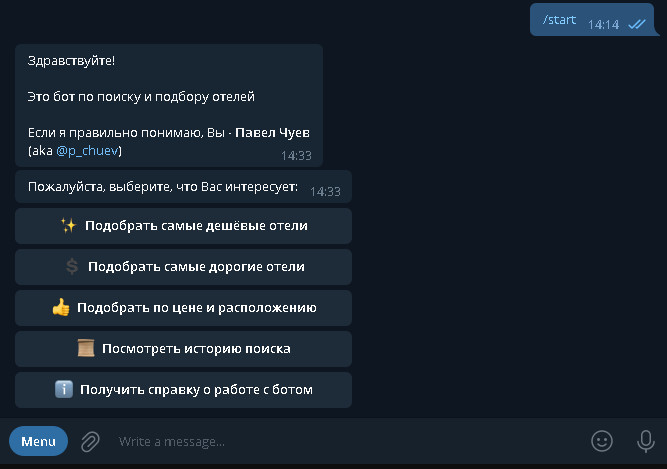 /start 14:14
Здравствуйте!
Это бот по поиску и подбору отелей
Если я правильно понимаю, Вы - Павел Чуев
(aka @p_chuev)
14:33
Пожалуйста, выберите, что Вас интересует: 14:33
Подобрать самые дешёвые отели
Подобрать самые дорогие отели
Подобрать по цене и расположению
Посмотреть историю поиска
Получить справку о работе с ботом
Menu Write a message...